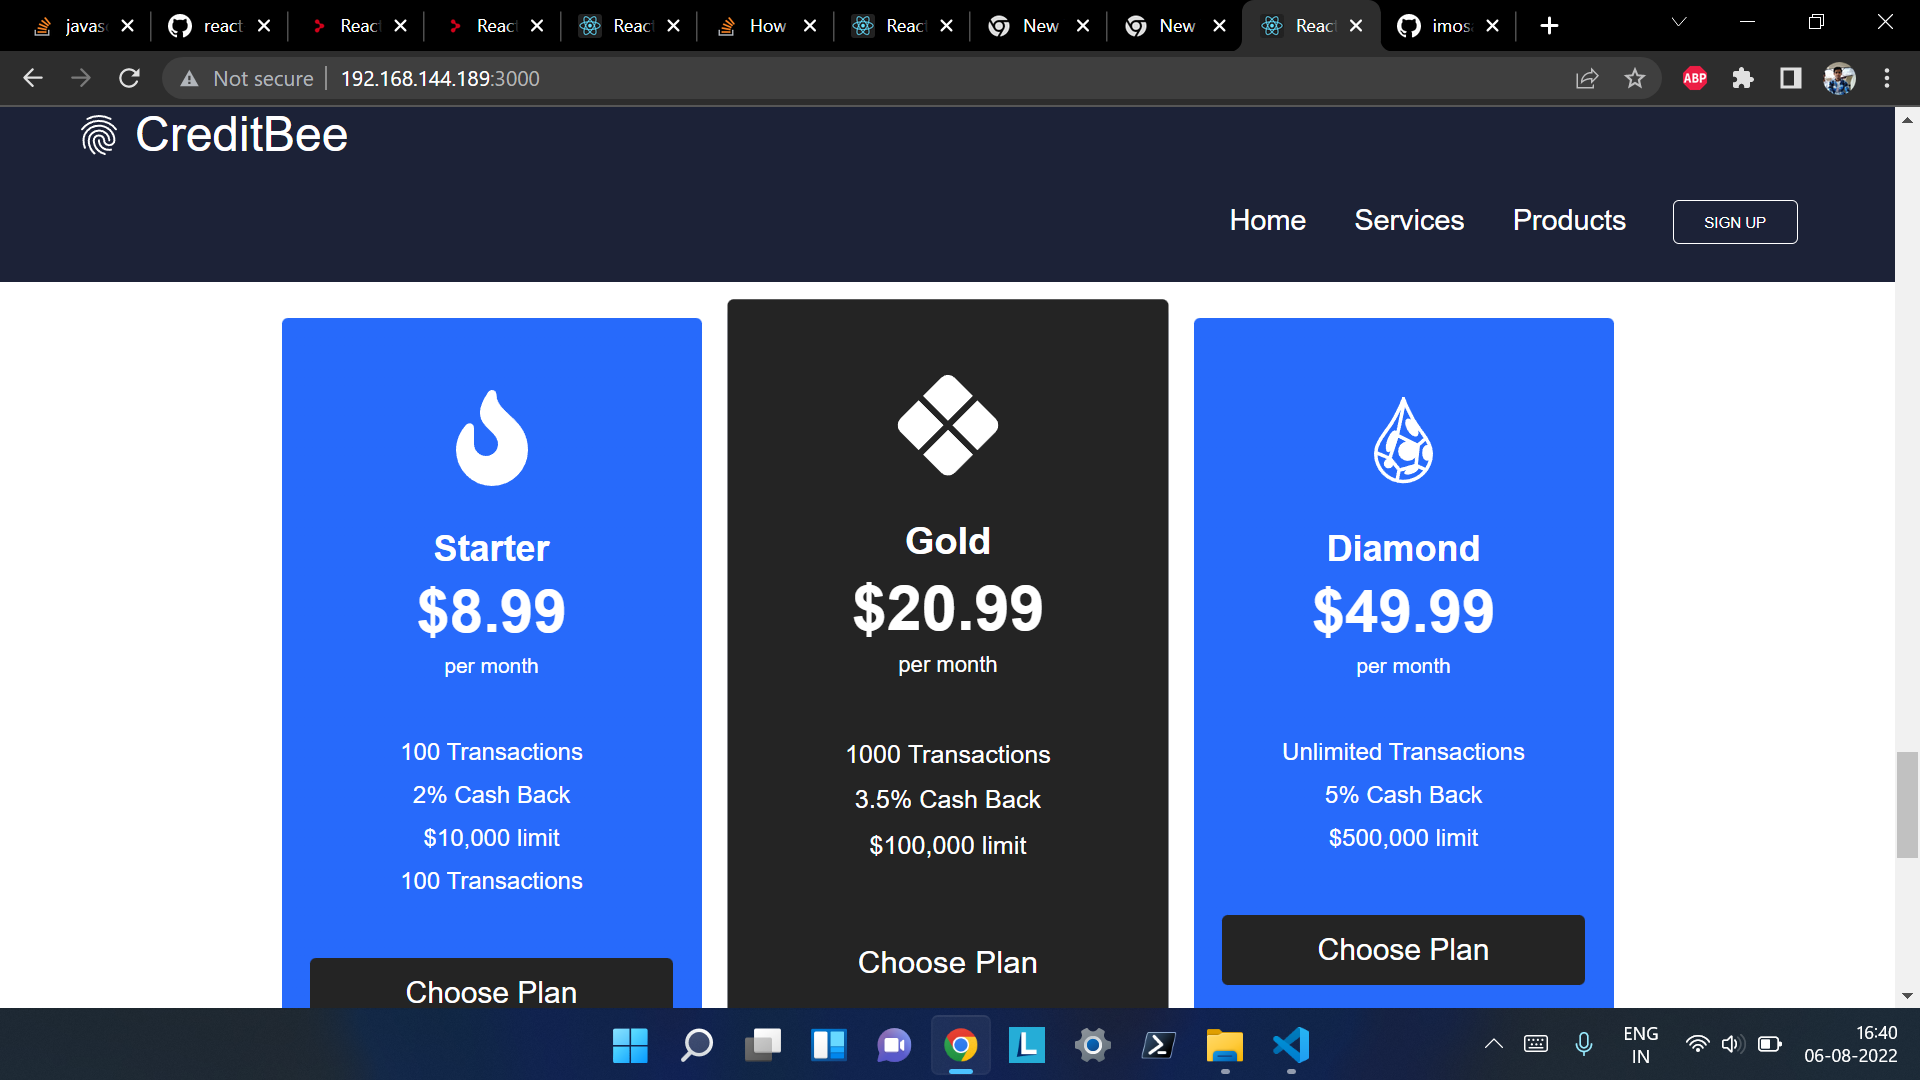 javas
react
React
React
React
How
React
New
New
React
imos
Not secure
192.168.144.189:3000
ABP
CreditBee
Home Services Products SIGN UP
Starter
$8.99
per month
100 Transactions
2% Cash Back
$10,000 limit
100 Transactions
Choose Plan
Gold
$20.99
per month
1000 Transactions
3.5% Cash Back
$100,000 limit
Choose Plan
Diamond
$49.99
per month
Unlimited Transactions
5% Cash Back
$500,000 limit
Choose Plan
L
ENG
IN
16:40
06-08-2022